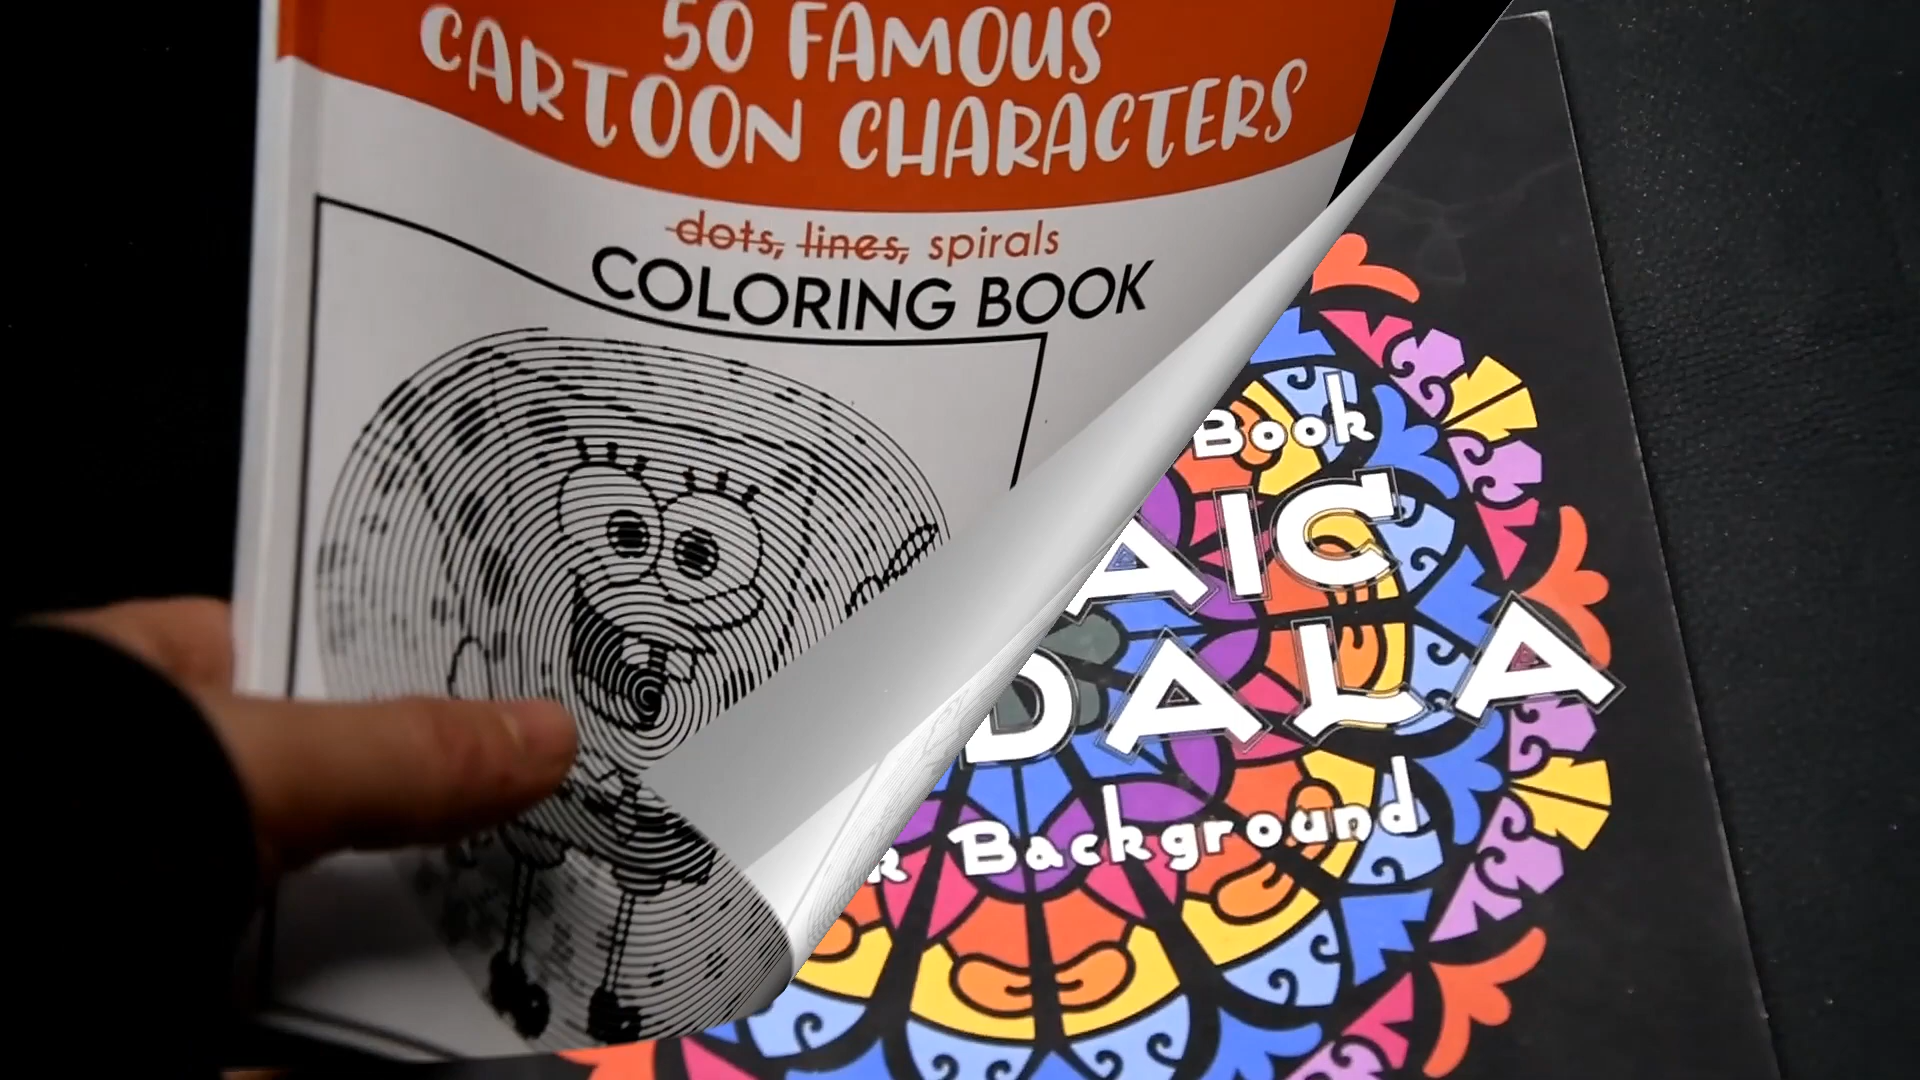 50 FAMOUS
CARTOON CHARACTERS
dots, lines, spirals
COLORING BOOK
Book
AIC
DALA
k Background